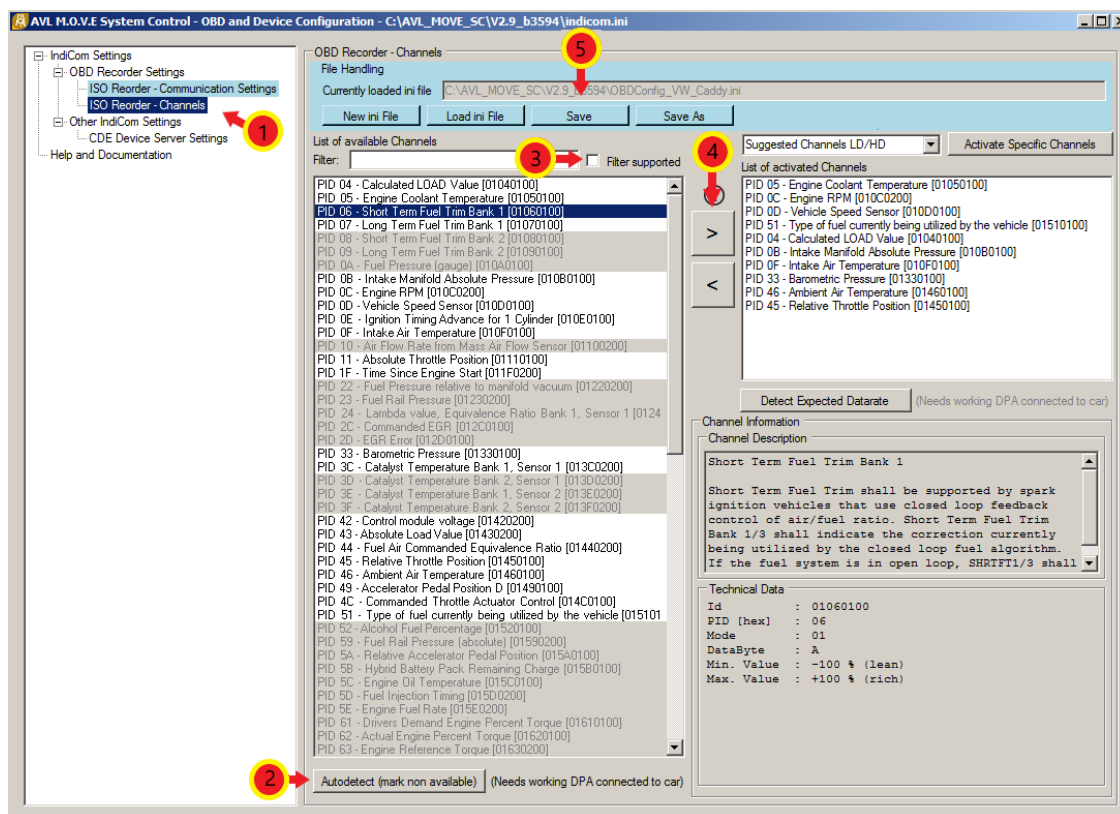 AVL M.O.V.E System Control - OBD and Device Configuration - C:\AVL_MOVE_SC\V2.9_b3594\indicom.ini
IndiCom Settings
OBD Recorder Settings
ISO Reorder - Communication Settings
ISO Reorder - Channels
Other IndiCom Settings
CDE Device Server Settings
Help and Documentation
1
OBD Recorder - Channels
5
File Handling
Currently loaded ini file C:\AVL_MOVE_SC\V2.9_b3594\OBDConfig_VW_Caddy.ini
New ini File Load ini File Save Save As
List of available Channels
Filter: 3 Filter supported
PID 04 - Calculated LOAD Value [01040100]
PID 05 - Engine Coolant Temperature [01050100]
PID 06 - Short Term Fuel Trim Bank 1 [01060100]
PID 07 - Long Term Fuel Trim Bank 1 [01070100]
PID 08 - Short Term Fuel Trim Bank 2 [01080100]
PID 09 - Long Term Fuel Trim Bank 2 [01090100]
PID 0A - Fuel Pressure (gauge) [010A0100]
PID 0B - Intake Manifold Absolute Pressure [010B0100]
PID 0C - Engine RPM [010C0200]
PID 0D - Vehicle Speed Sensor [010D0100]
PID 0E - Ignition Timing Advance for 1 Cylinder [010E0100]
PID 0F - Intake Air Temperature [010F0100]
PID 10 - Air Flow Rate from Mass Air Flow Sensor [01100200]
PID 11 - Absolute Throttle Position [01110100]
PID 1F - Time Since Engine Start [011F0200]
PID 22 - Fuel Pressure relative to manifold vacuum [01220200]
PID 23 - Fuel Rail Pressure [01230200]
PID 24 - Lambda value, Equivalence Ratio Bank 1, Sensor 1 [0124
PID 2C - Commanded EGR [012C0100]
PID 2D - EGR Error [012D0100]
PID 33 - Barometric Pressure [01330100]
PID 3C - Catalyst Temperature Bank 1, Sensor 1 [013C0200]
PID 3D - Catalyst Temperature Bank 2, Sensor 1 [013D0200]
PID 3E - Catalyst Temperature Bank 1, Sensor 2 [013E0200]
PID 3F - Catalyst Temperature Bank 2, Sensor 2 [013F0200]
PID 42 - Control module voltage [01420200]
PID 43 - Absolute Load Value [01430200]
PID 44 - Fuel Air Commanded Equivalence Ratio [01440200]
PID 45 - Relative Throttle Position [01450100]
PID 46 - Ambient Air Temperature [01460100]
PID 49 - Accelerator Pedal Position D [01490100]
PID 4C - Commanded Throttle Actuator Control [014C0100]
PID 51 - Type of fuel currently being utilized by the vehicle [015101
PID 52 - Alcohol Fuel Percentage [01520100]
PID 59 - Fuel Rail Pressure (absolute) [01590200]
PID 5A - Relative Accelerator Pedal Position [015A0100]
PID 5B - Hybrid Battery Pack Remaining Charge [015B0100]
PID 5C - Engine Oil Temperature [015C0100]
PID 5D - Fuel Injection Timing [015D0200]
PID 5E - Engine Fuel Rate [015E0200]
PID 61 - Drivers Demand Engine Percent Torque [01610100]
PID 62 - Actual Engine Percent Torque [01620100]
PID 63 - Engine Reference Torque [01630200]
2
Autodetect (mark non available) (Needs working DPA connected to car)
4
>
<
Suggested Channels LD/HD Activate Specific Channels
List of activated Channels
PID 05 - Engine Coolant Temperature [01050100]
PID 0C - Engine RPM [010C0200]
PID 0D - Vehicle Speed Sensor [010D0100]
PID 51 - Type of fuel currently being utilized by the vehicle [01510100]
PID 04 - Calculated LOAD Value [01040100]
PID 0B - Intake Manifold Absolute Pressure [010B0100]
PID 0F - Intake Air Temperature [010F0100]
PID 33 - Barometric Pressure [01330100]
PID 46 - Ambient Air Temperature [01460100]
PID 45 - Relative Throttle Position [01450100]
Detect Expected Datarate (Needs working DPA connected to car)
Channel Information
Channel Description
Short Term Fuel Trim Bank 1
Short Term Fuel Trim shall be supported by spark
ignition vehicles that use closed loop feedback
control of air/fuel ratio. Short Term Fuel Trim
Bank 1/3 shall indicate the correction currently
being utilized by the closed loop fuel algorithm.
If the fuel system is in open loop, SHRTFT1/3 shall
Technical Data
Id : 01060100
PID [hex] : 06
Mode : 01
DataByte : A
Min. Value : -100 % (lean)
Max. Value : +100 % (rich)